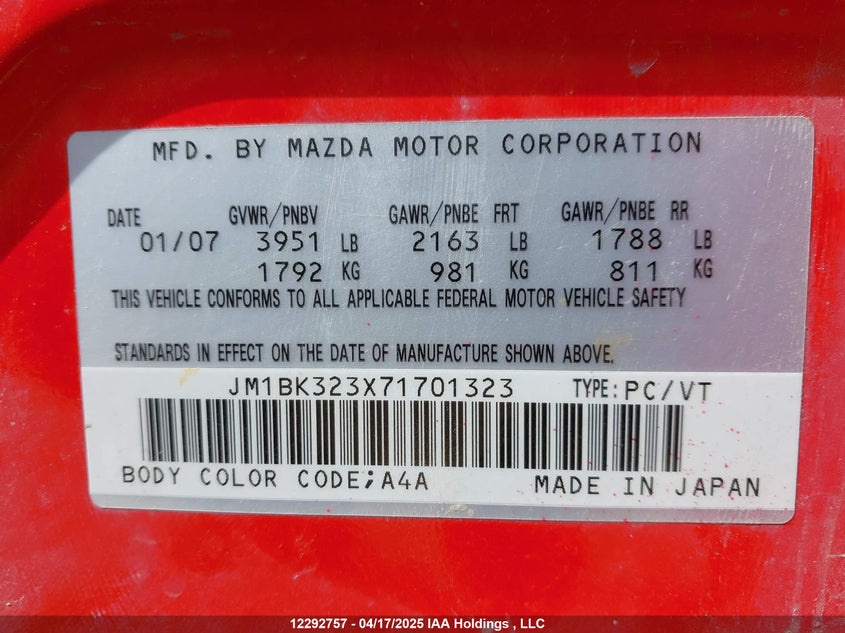 MFD. BY MAZDA MOTOR CORPORATION
DATE GVWR/PNBV GAWR/PNBE FRT GAWR/PNBE RR
01/07 3951 LB 2163 LB 1788 LB
1792 KG 981 KG 811 KG
THIS VEHICLE CONFORMS TO ALL APPLICABLE FEDERAL MOTOR VEHICLE SAFETY
STANDARDS IN EFFECT ON THE DATE OF MANUFACTURE SHOWN ABOVE.
JM1BK323X71701323 TYPE:PC/VT
BODY COLOR CODE;A4A MADE IN JAPAN
12292757 - 04/17/2025 IAA Holdings , LLC